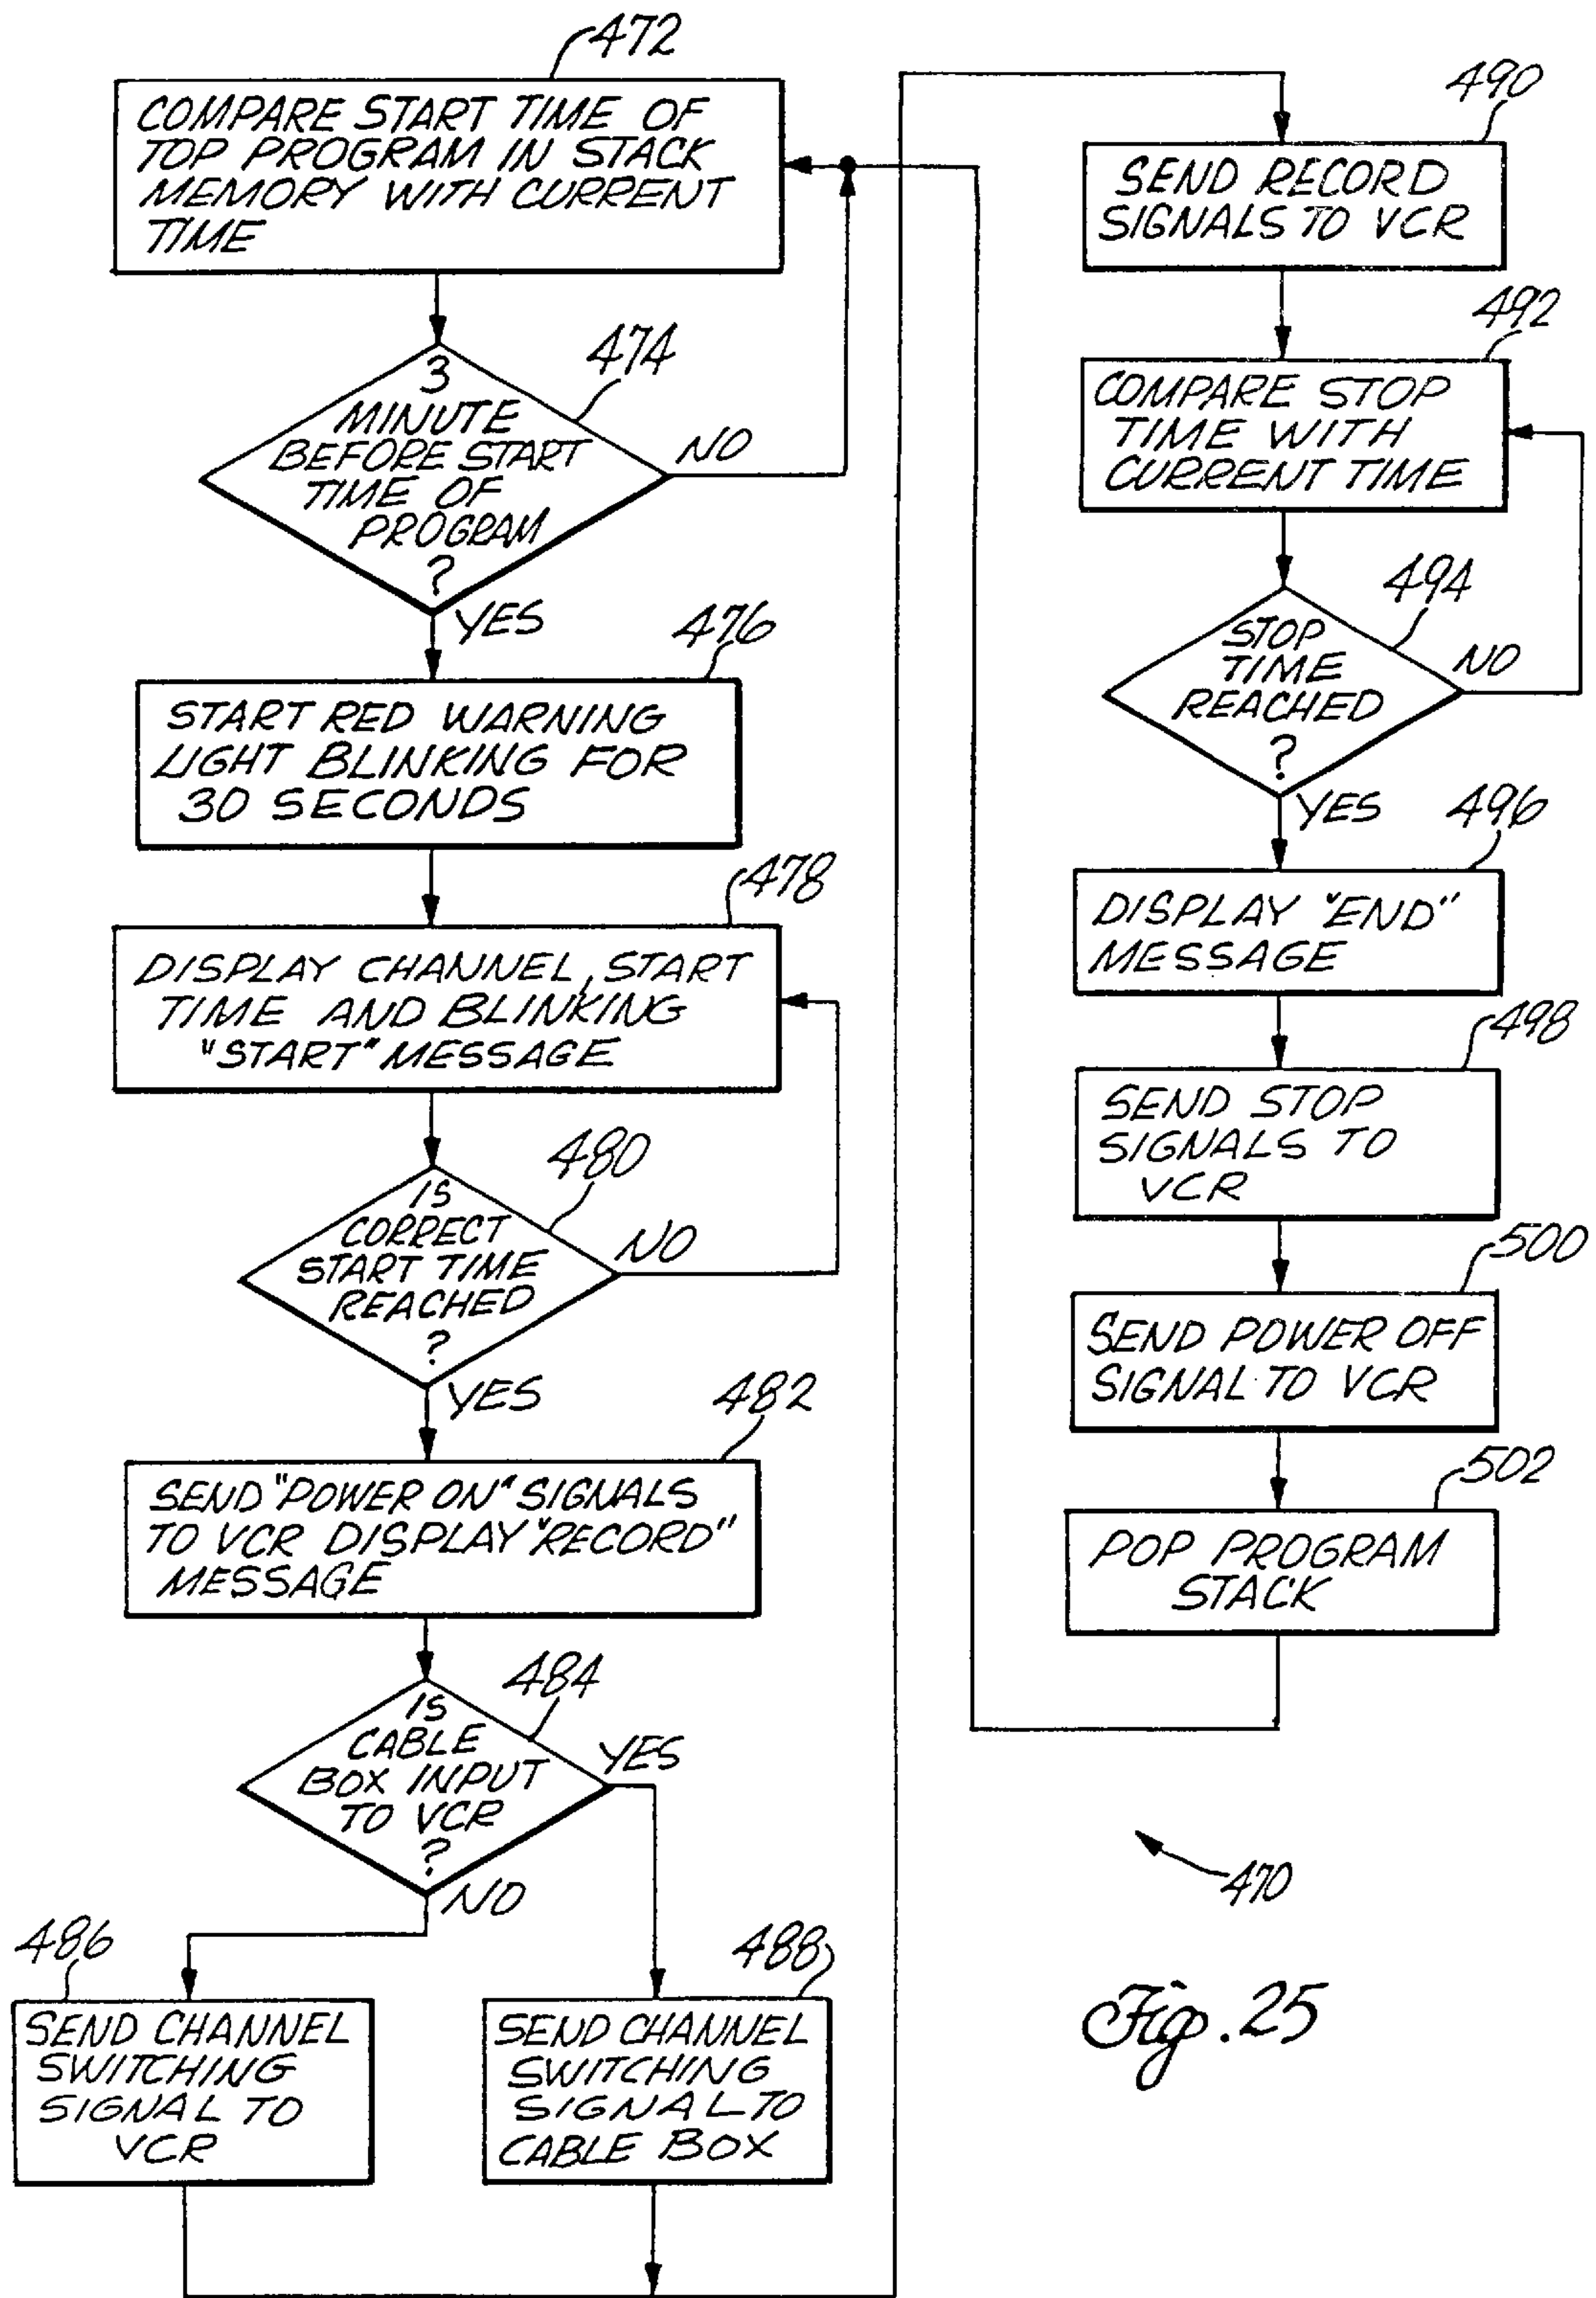 472
COMPARE START TIME OF
TOP PROGRAM IN STACK
MEMORY WITH CURRENT
TIME
474
3
MINUTE
BEFORE START
TIME OF
PROGRAM
?
NO
YES
476
START RED WARNING
LIGHT BLINKING FOR
30 SECONDS
478
DISPLAY CHANNEL, START
TIME AND BLINKING
"START" MESSAGE
480
IS
CORRECT
START TIME
REACHED
?
NO
YES
482
SEND "POWER ON" SIGNALS
TO VCR DISPLAY "RECORD"
MESSAGE
484
IS
CABLE
BOX INPUT
TO VCR
?
YES
NO
486
SEND CHANNEL
SWITCHING
SIGNAL TO
VCR
488
SEND CHANNEL
SWITCHING
SIGNAL TO
CABLE BOX
490
SEND RECORD
SIGNALS TO VCR
492
COMPARE STOP
TIME WITH
CURRENT TIME
494
STOP
TIME
REACHED
?
NO
YES
496
DISPLAY "END"
MESSAGE
498
SEND STOP
SIGNALS TO
VCR
500
SEND POWER OFF
SIGNAL TO VCR
502
POP PROGRAM
STACK
470
Fig. 25